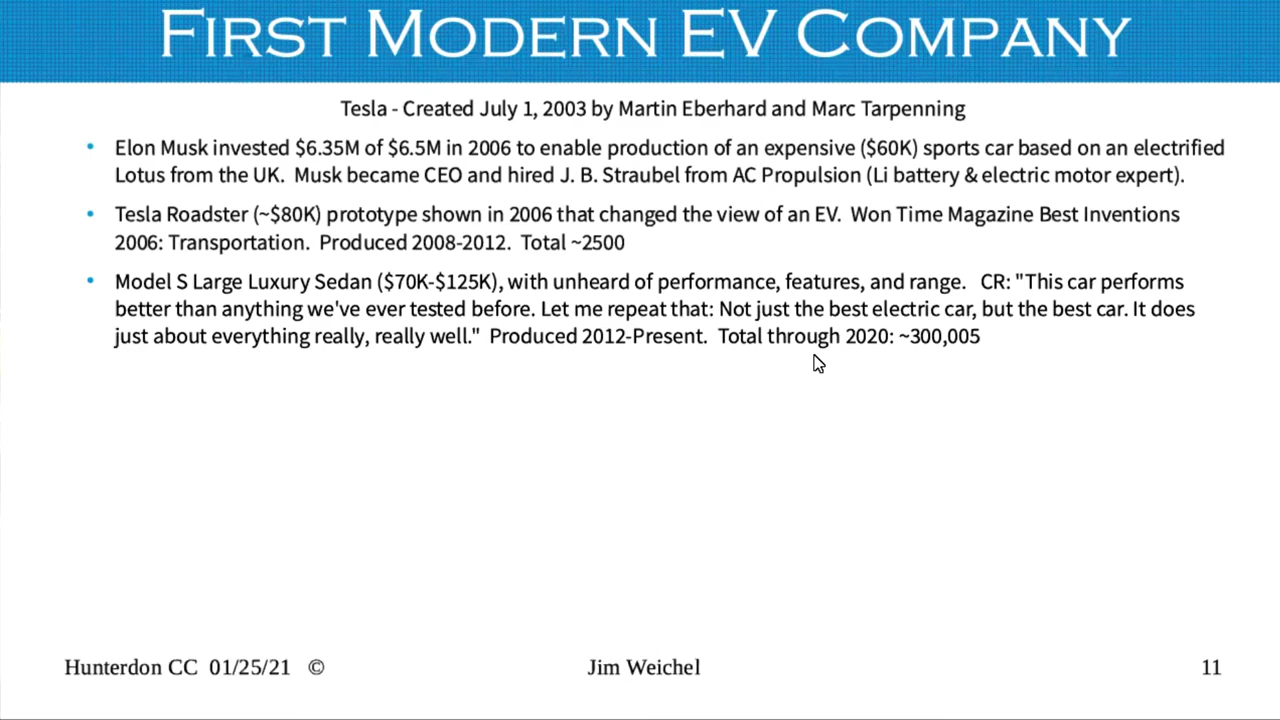 First Modern EV Company
Tesla - Created July 1, 2003 by Martin Eberhard and Marc Tarpenning
• Elon Musk invested $6.35M of $6.5M in 2006 to enable production of an expensive ($60K) sports car based on an electrified
Lotus from the UK.  Musk became CEO and hired J. B. Straubel from AC Propulsion (Li battery & electric motor expert).
• Tesla Roadster (~$80K) prototype shown in 2006 that changed the view of an EV.  Won Time Magazine Best Inventions
2006: Transportation.  Produced 2008-2012.  Total ~2500
• Model S Large Luxury Sedan ($70K-$125K), with unheard of performance, features, and range.   CR: "This car performs
better than anything we've ever tested before. Let me repeat that: Not just the best electric car, but the best car. It does
just about everything really, really well."  Produced 2012-Present.  Total through 2020: ~300,005
Hunterdon CC  01/25/21   ©
Jim Weichel
11